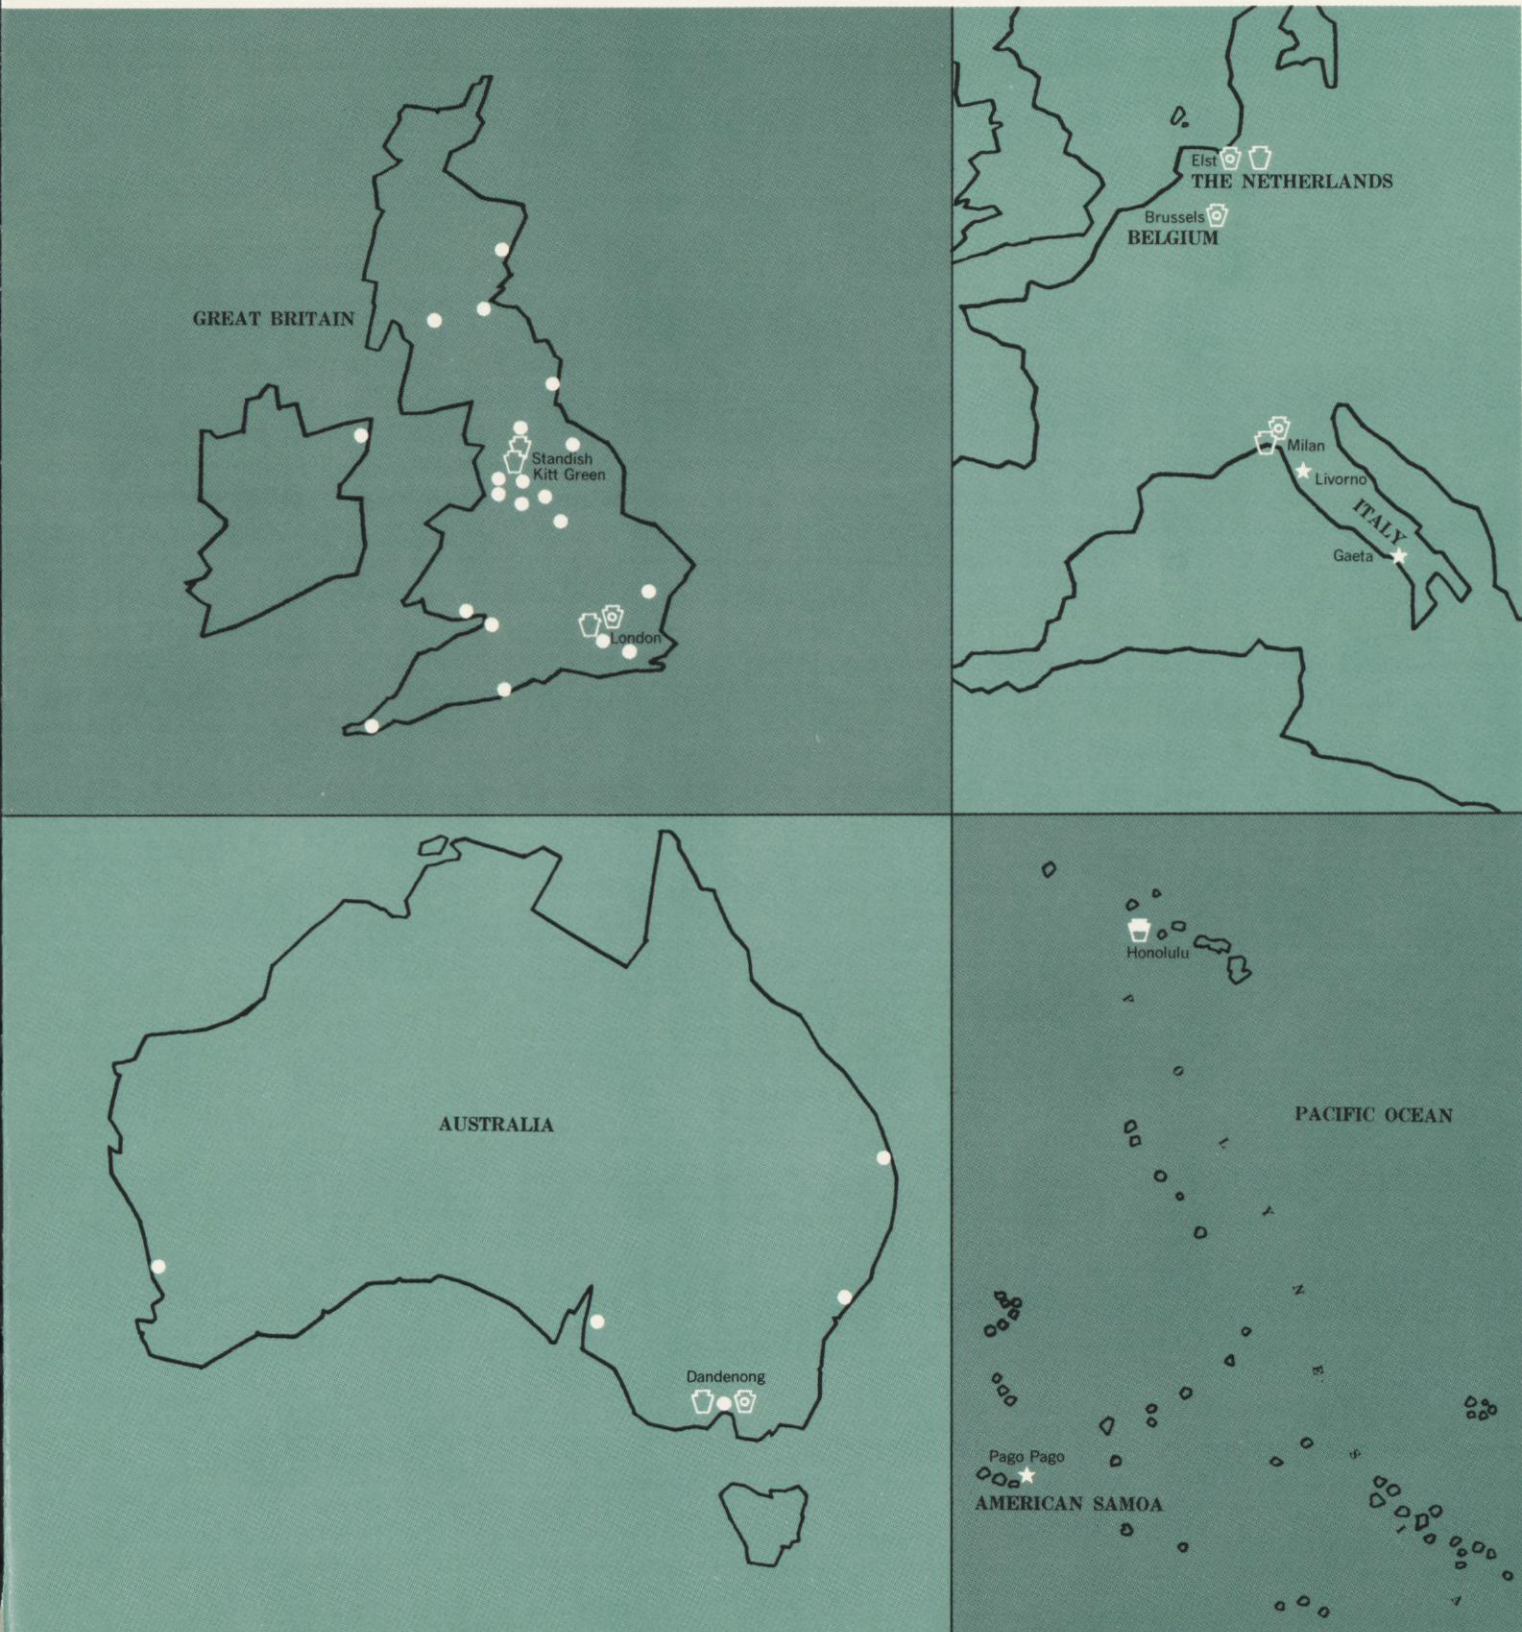 GREAT BRITAIN
Standish
Kitt Green
London
Elst
THE NETHERLANDS
Brussels
BELGIUM
Milan
Livorno
ITALY
Gaeta
AUSTRALIA
Dandenong
Honolulu
POLYNESIA
PACIFIC OCEAN
Pago Pago
AMERICAN SAMOA